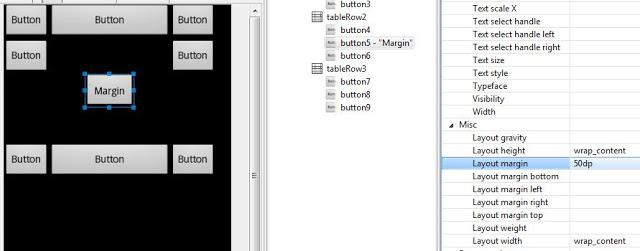 Button Button Button
Button Button
Margin
Button Button Button
button3
tableRow2
button4
button5 - "Margin"
button6
tableRow3
button7
button8
button9
Text scale X
Text select handle
Text select handle left
Text select handle right
Text size
Text style
Typeface
Visibility
Width
Misc
Layout gravity
Layout height wrap_content
Layout margin 50dp
Layout margin bottom
Layout margin left
Layout margin right
Layout margin top
Layout weight
Layout width wrap_content